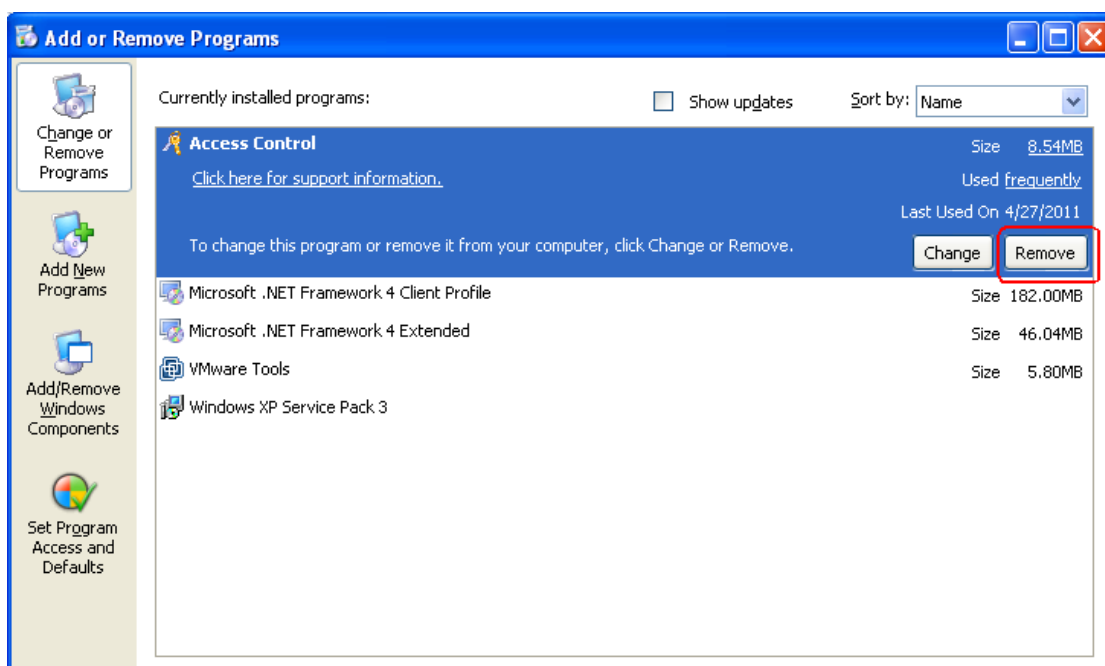 Add or Remove Programs
Change or
Remove
Programs
Add New
Programs
Add/Remove
Windows
Components
Set Program
Access and
Defaults
Currently installed programs:
Show updates
Sort by: Name
Access Control
Size 8.54MB
Click here for support information.
Used frequently
Last Used On 4/27/2011
To change this program or remove it from your computer, click Change or Remove.
Change
Remove
Microsoft .NET Framework 4 Client Profile
Size 182.00MB
Microsoft .NET Framework 4 Extended
Size 46.04MB
VMware Tools
Size 5.80MB
Windows XP Service Pack 3